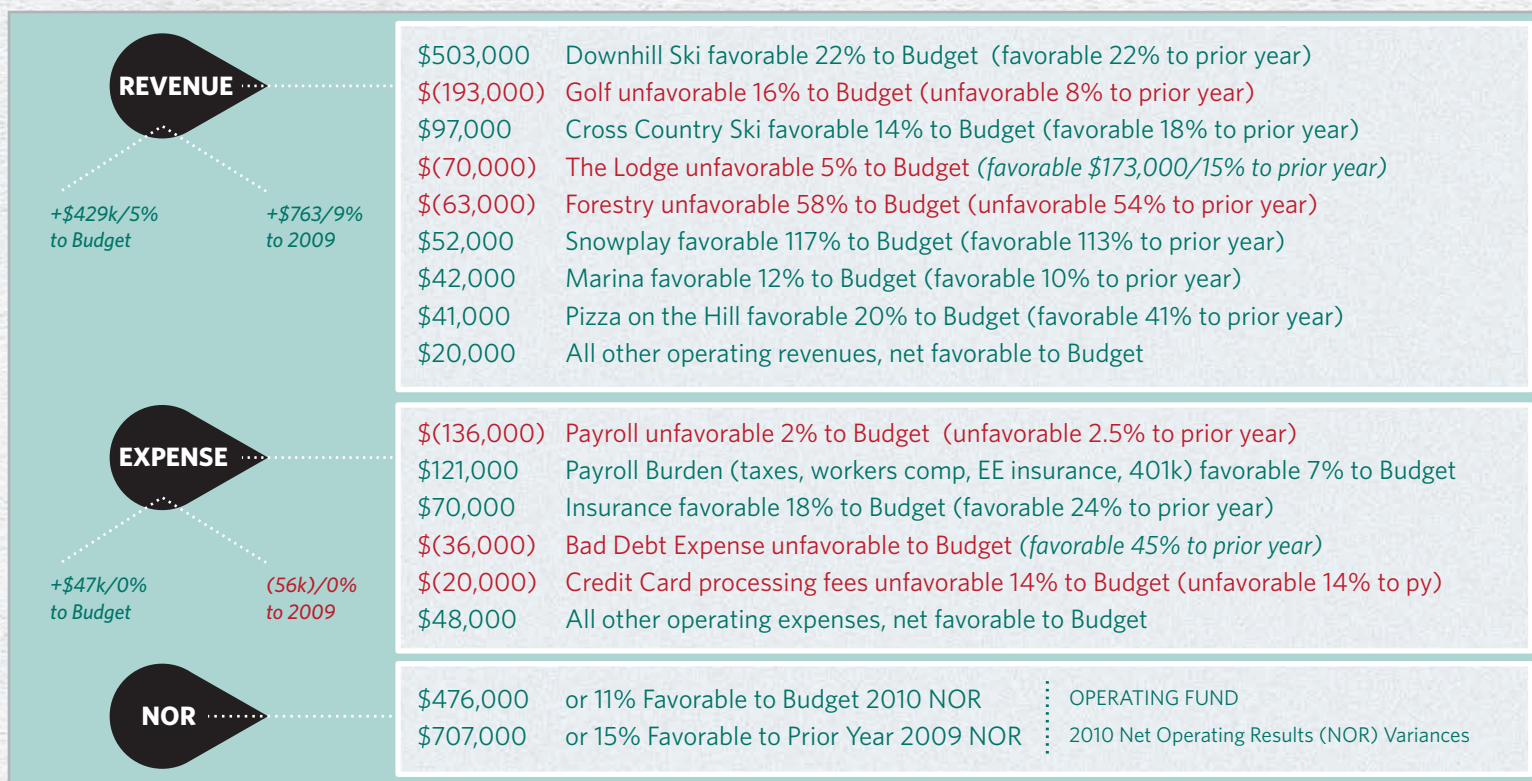 REVENUE
+$429k/5%
to Budget
+$763/9%
to 2009
$503,000 Downhill Ski favorable 22% to Budget (favorable 22% to prior year)
$(193,000) Golf unfavorable 16% to Budget (unfavorable 8% to prior year)
$97,000 Cross Country Ski favorable 14% to Budget (favorable 18% to prior year)
$(70,000) The Lodge unfavorable 5% to Budget (favorable $173,000/15% to prior year)
$(63,000) Forestry unfavorable 58% to Budget (unfavorable 54% to prior year)
$52,000 Snowplay favorable 117% to Budget (favorable 113% to prior year)
$42,000 Marina favorable 12% to Budget (favorable 10% to prior year)
$41,000 Pizza on the Hill favorable 20% to Budget (favorable 41% to prior year)
$20,000 All other operating revenues, net favorable to Budget
EXPENSE
+$47k/0%
to Budget
(56k)/0%
to 2009
$(136,000) Payroll unfavorable 2% to Budget (unfavorable 2.5% to prior year)
$121,000 Payroll Burden (taxes, workers comp, EE insurance, 401k) favorable 7% to Budget
$70,000 Insurance favorable 18% to Budget (favorable 24% to prior year)
$(36,000) Bad Debt Expense unfavorable to Budget (favorable 45% to prior year)
$(20,000) Credit Card processing fees unfavorable 14% to Budget (unfavorable 14% to py)
$48,000 All other operating expenses, net favorable to Budget
NOR
$476,000 or 11% Favorable to Budget 2010 NOR
$707,000 or 15% Favorable to Prior Year 2009 NOR
OPERATING FUND
2010 Net Operating Results (NOR) Variances